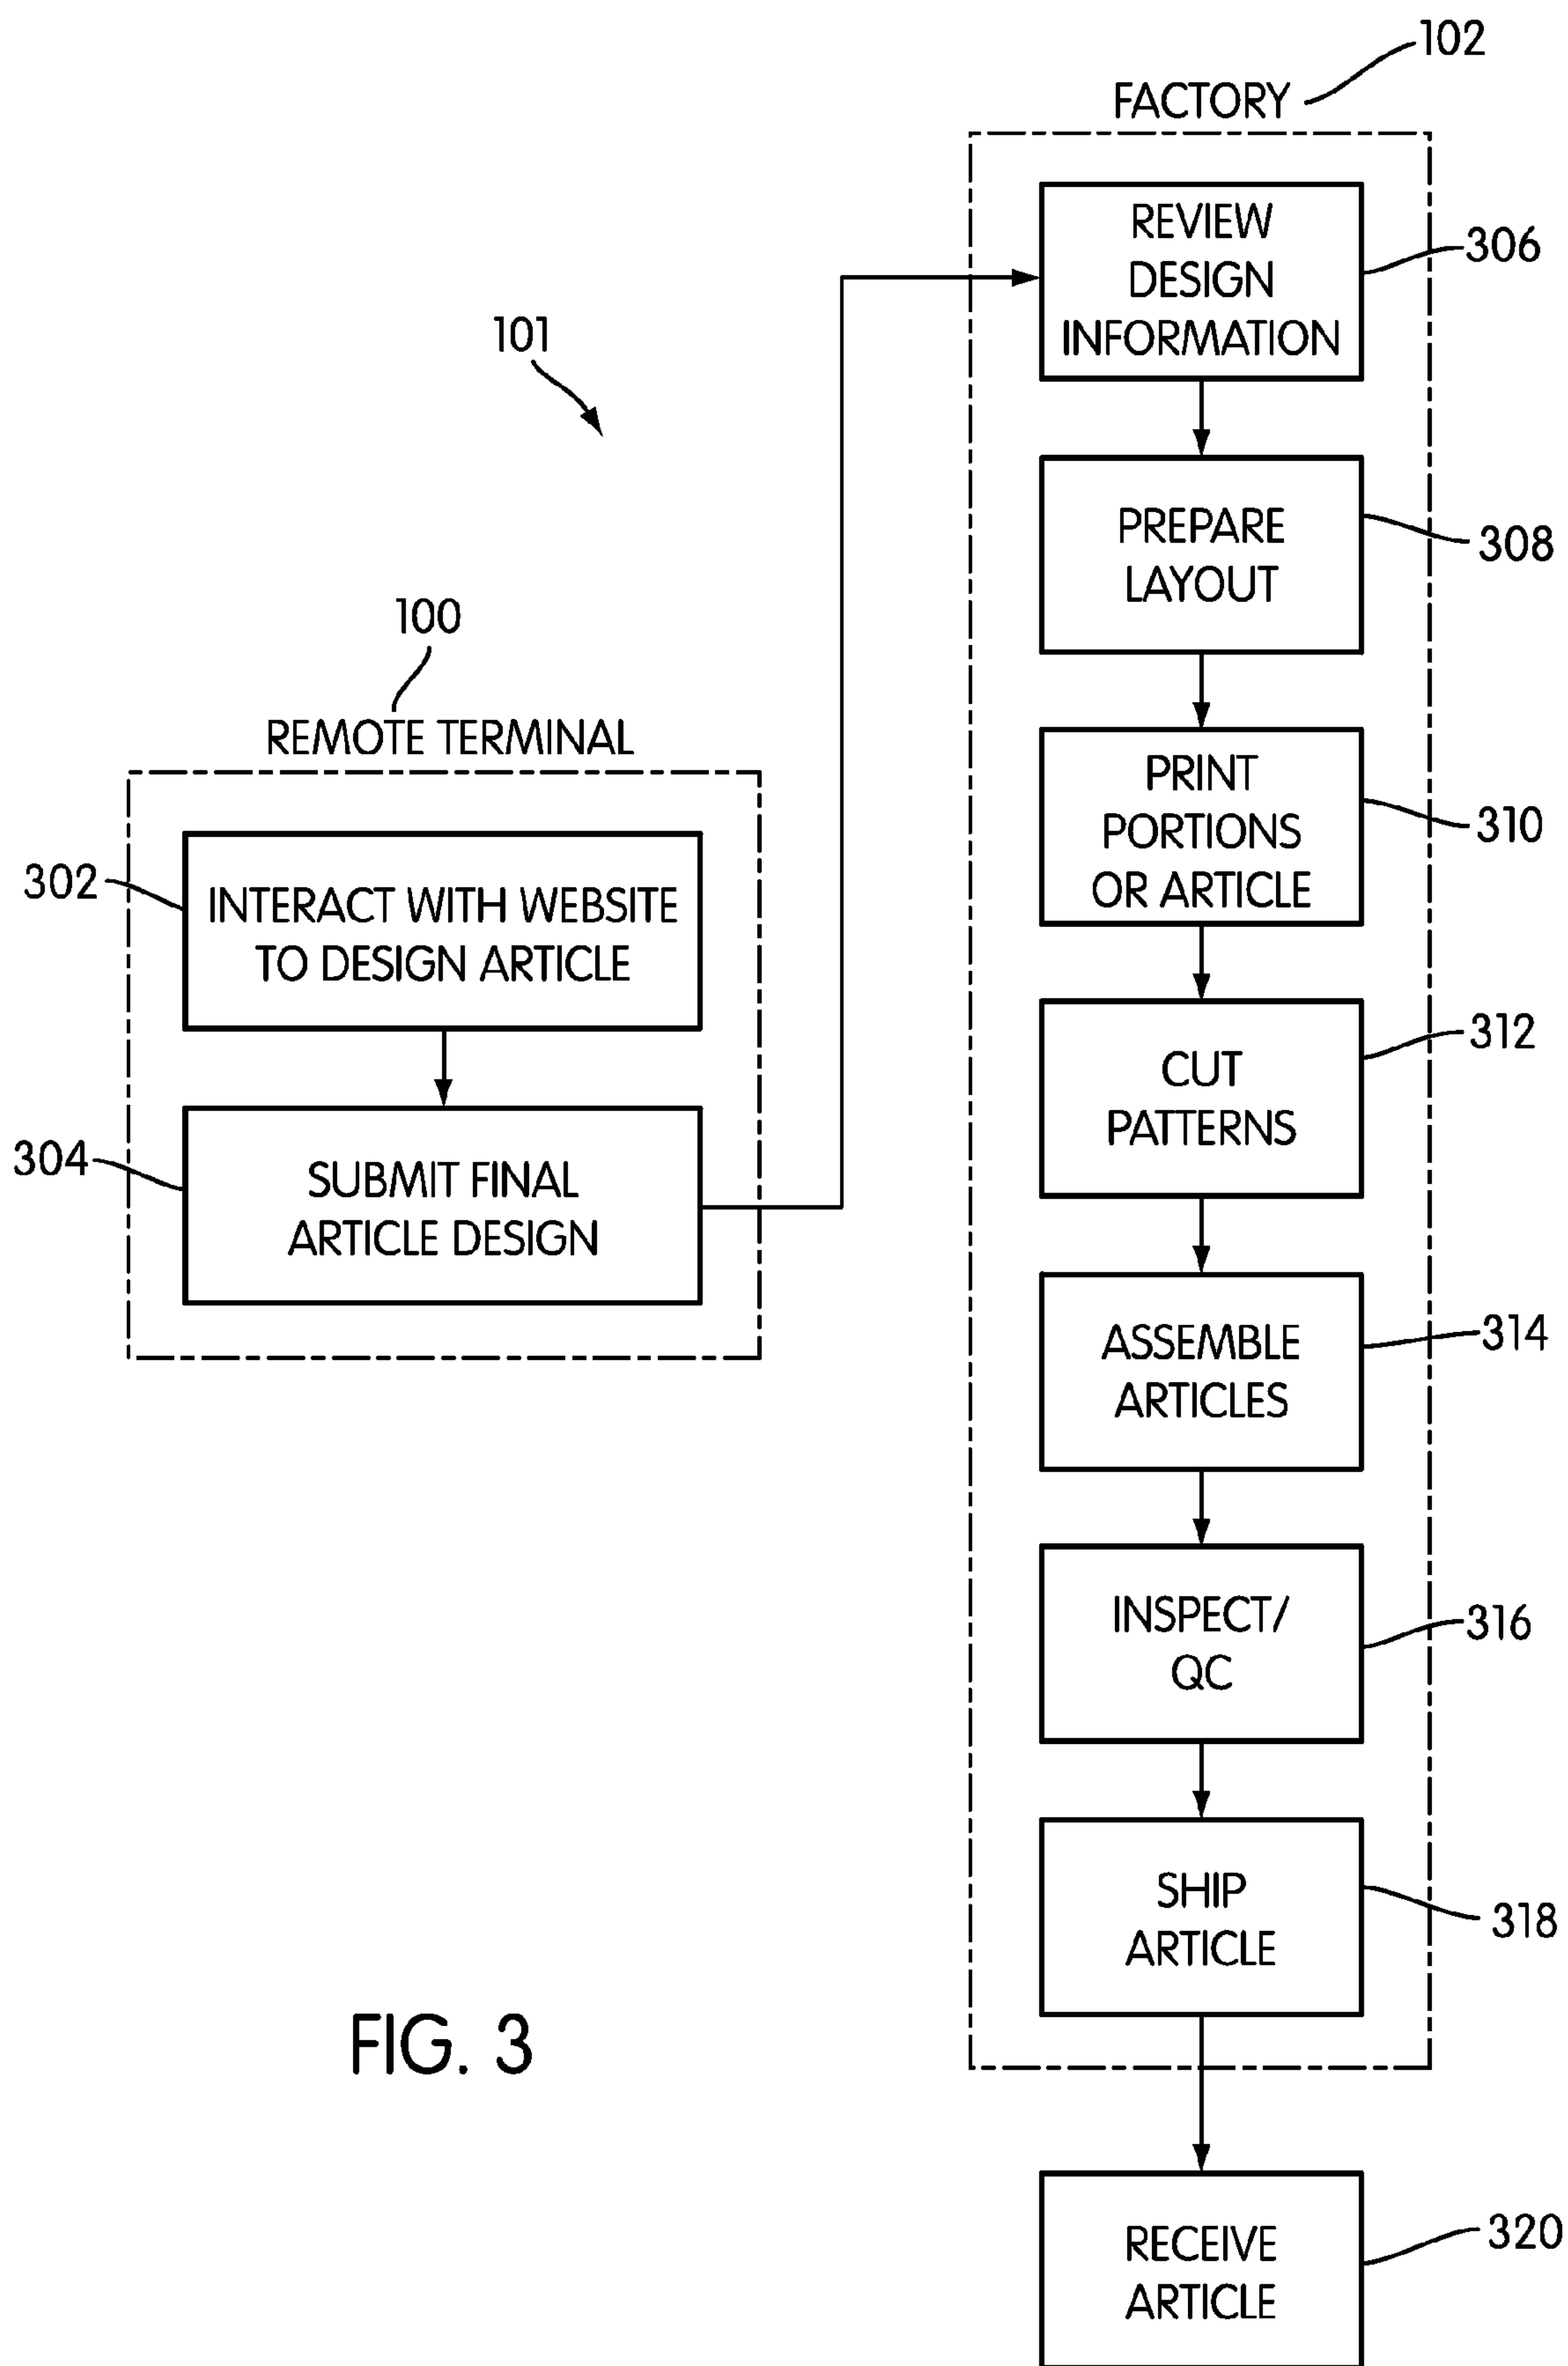 102
FACTORY
REVIEW
DESIGN
INFORMATION
306
101
PREPARE
LAYOUT
308
100
REMOTE TERMINAL
PRINT
PORTIONS
OR ARTICLE
310
302
INTERACT WITH WEBSITE
TO DESIGN ARTICLE
CUT
PATTERNS
312
304
SUBMIT FINAL
ARTICLE DESIGN
ASSEMBLE
ARTICLES
314
INSPECT/
QC
316
SHIP
ARTICLE
318
FIG. 3
RECEIVE
ARTICLE
320